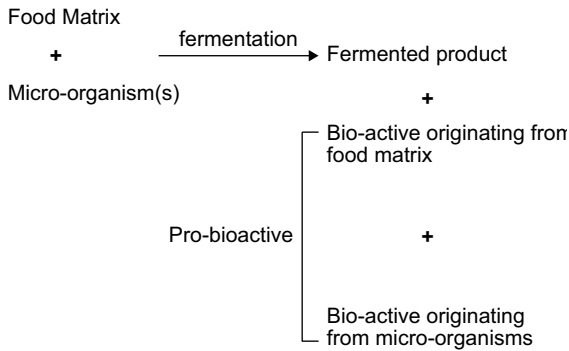 Food Matrix
+
fermentation
Fermented product
Micro-organism(s)
+
Bio-active originating from
food matrix
Pro-bioactive
+
Bio-active originating
from micro-organisms